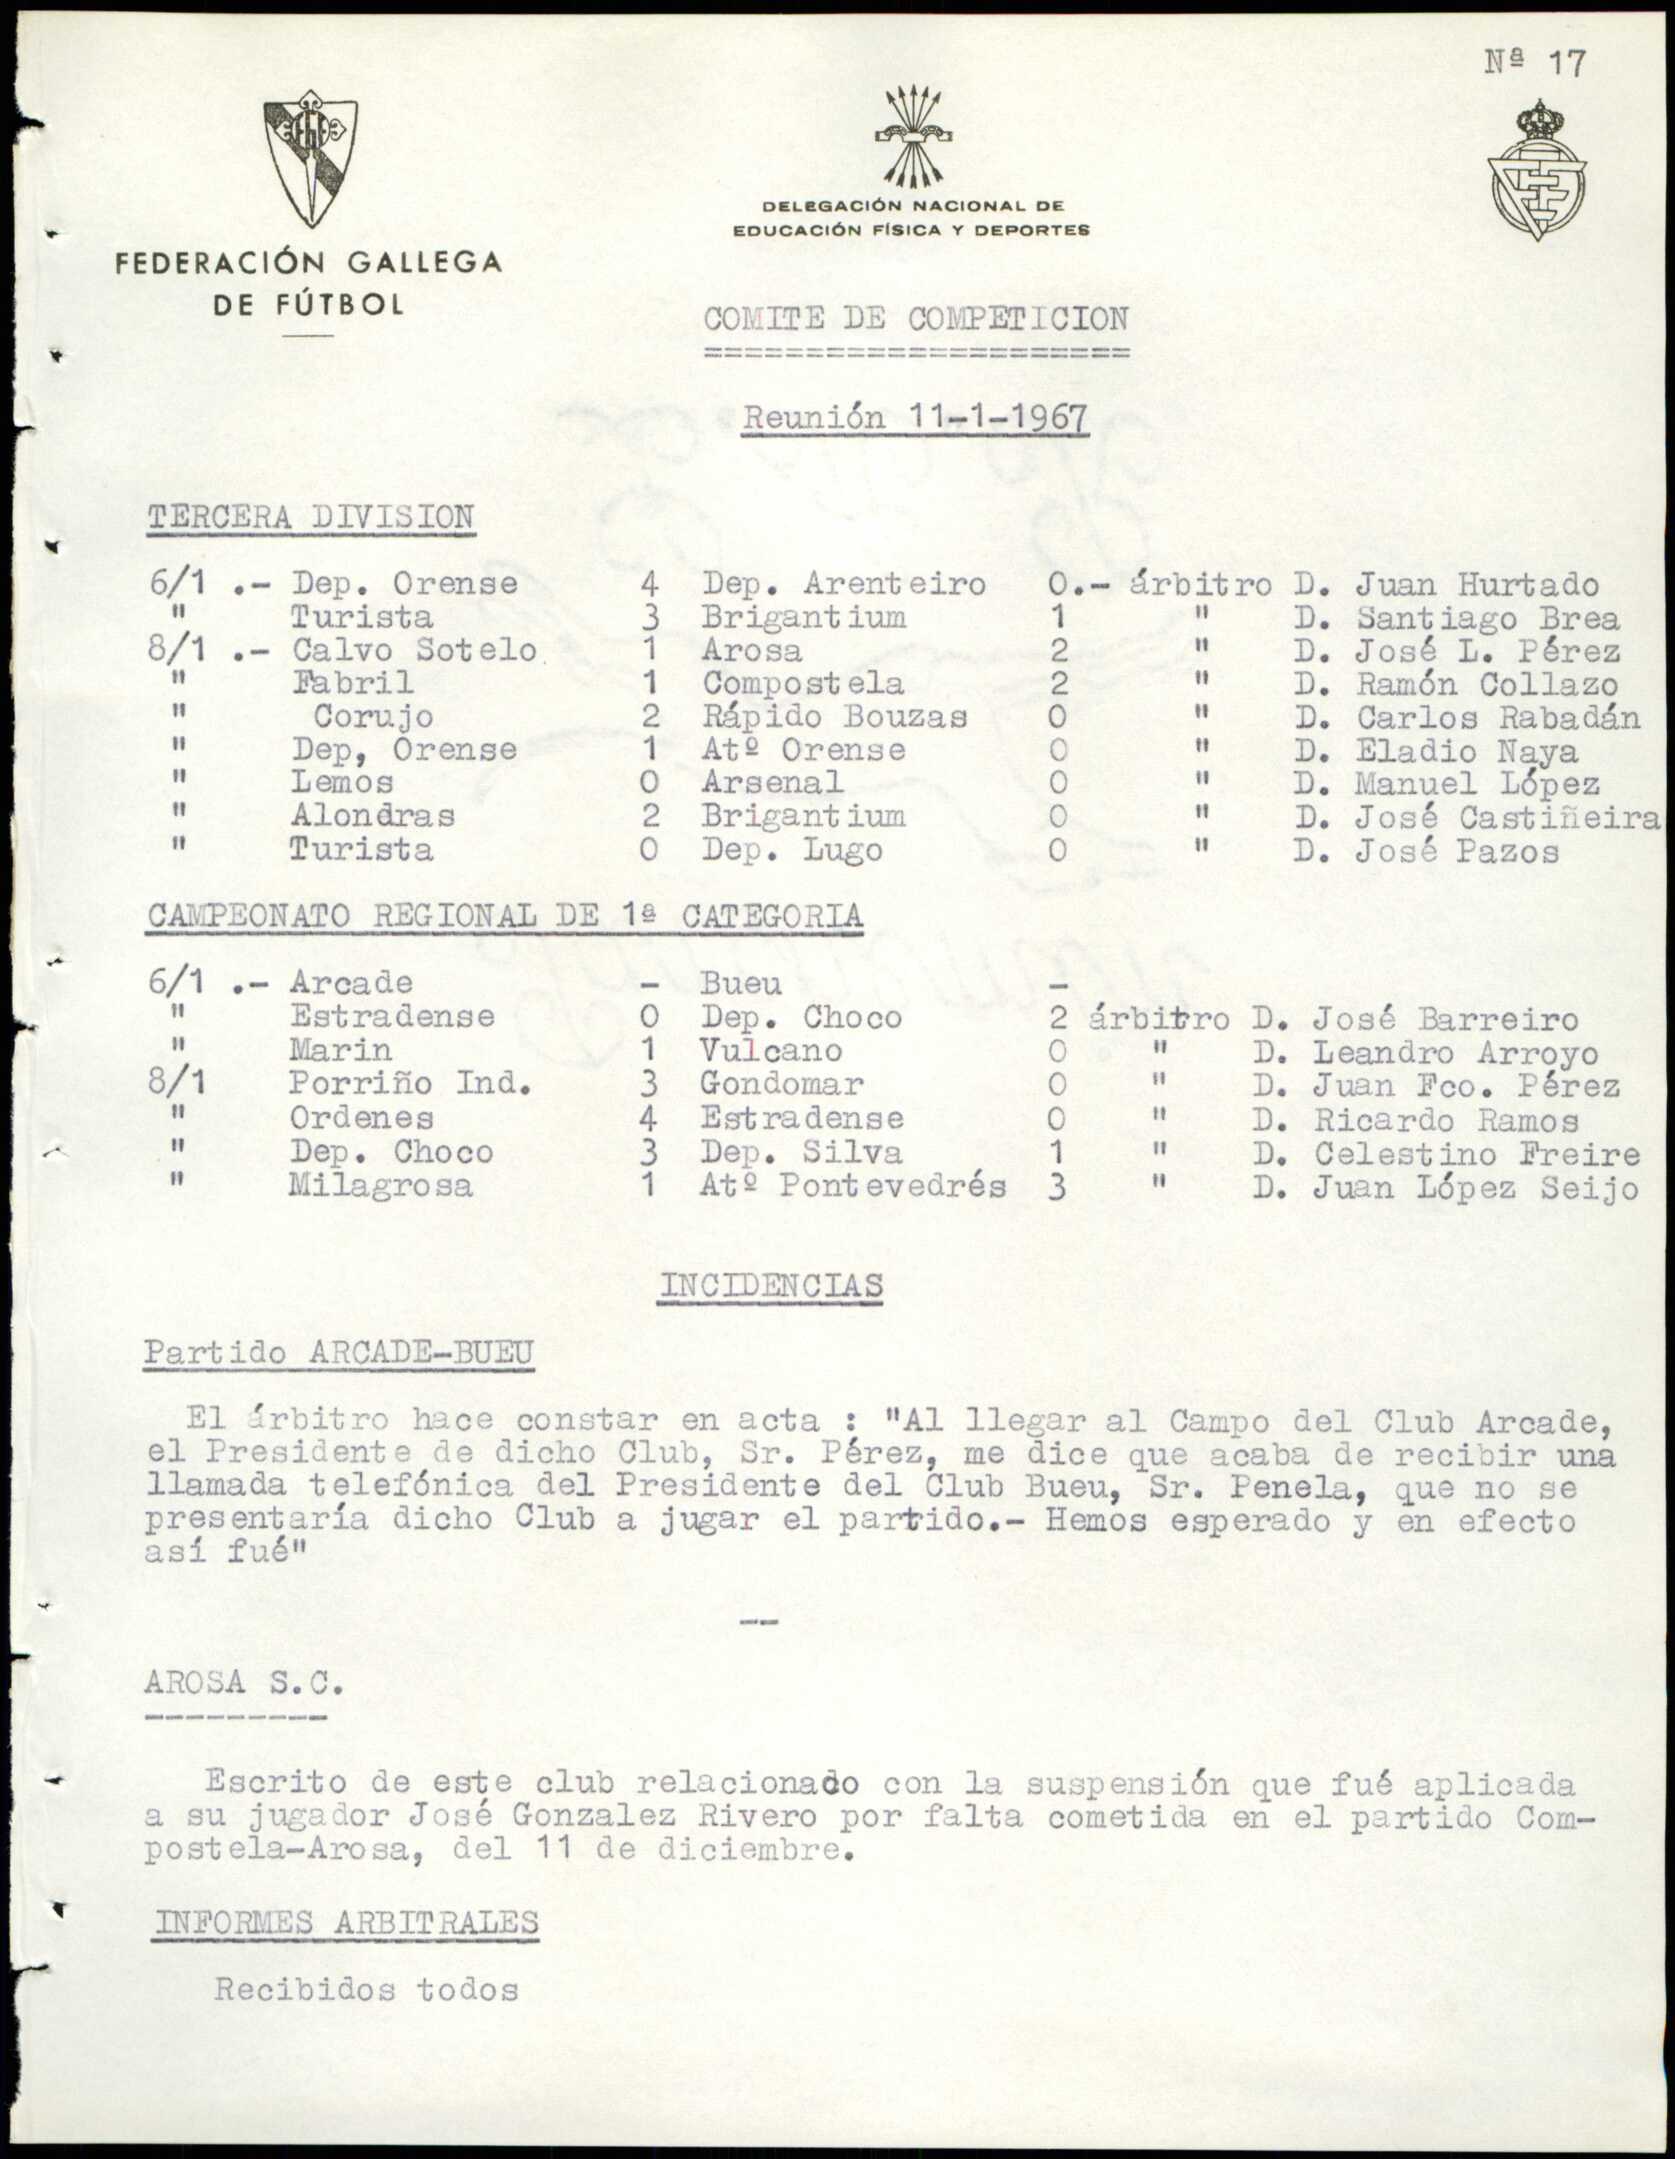 Nª 17
FEDERACIÓN GALLEGA
DE FÚTBOL
DELEGACIÓN NACIONAL DE
EDUCACIÓN FÍSICA Y DEPORTES
COMITE DE COMPETICION
=====================
Reunión 11-1-1967
TERCERA DIVISION
6/1 .- Dep. Orense 4 Dep. Arenteiro 0.- árbitro D. Juan Hurtado
" Turista 3 Brigantium 1 " D. Santiago Brea
8/1 .- Calvo Sotelo 1 Arosa 2 " D. José L. Pérez
" Fabril 1 Compostela 2 " D. Ramón Collazo
" Corujo 2 Rápido Bouzas 0 " D. Carlos Rabadán
" Dep, Orense 1 Atº Orense 0 " D. Eladio Naya
" Lemos 0 Arsenal 0 " D. Manuel López
" Alondras 2 Brigantium 0 " D. José Castiñeira
" Turista 0 Dep. Lugo 0 " D. José Pazos
CAMPEONATO REGIONAL DE 1ª CATEGORIA
6/1 .- Arcade - Bueu -
" Estradense 0 Dep. Choco 2 árbitro D. José Barreiro
" Marin 1 Vulcano 0 " D. Leandro Arroyo
8/1 Porriño Ind. 3 Gondomar 0 " D. Juan Fco. Pérez
" Ordenes 4 Estradense 0 " D. Ricardo Ramos
" Dep. Choco 3 Dep. Silva 1 " D. Celestino Freire
" Milagrosa 1 Atº Pontevedrés 3 " D. Juan López Seijo
INCIDENCIAS
Partido ARCADE-BUEU
El árbitro hace constar en acta : "Al llegar al Campo del Club Arcade,
el Presidente de dicho Club, Sr. Pérez, me dice que acaba de recibir una
llamada telefónica del Presidente del Club Bueu, Sr. Penela, que no se
presentaría dicho Club a jugar el partido.- Hemos esperado y en efecto
así fué"
--
AROSA S.C.
---------
Escrito de este club relacionado con la suspensión que fué aplicada
a su jugador José Gonzalez Rivero por falta cometida en el partido Com-
postela-Arosa, del 11 de diciembre.
INFORMES ARBITRALES
Recibidos todos